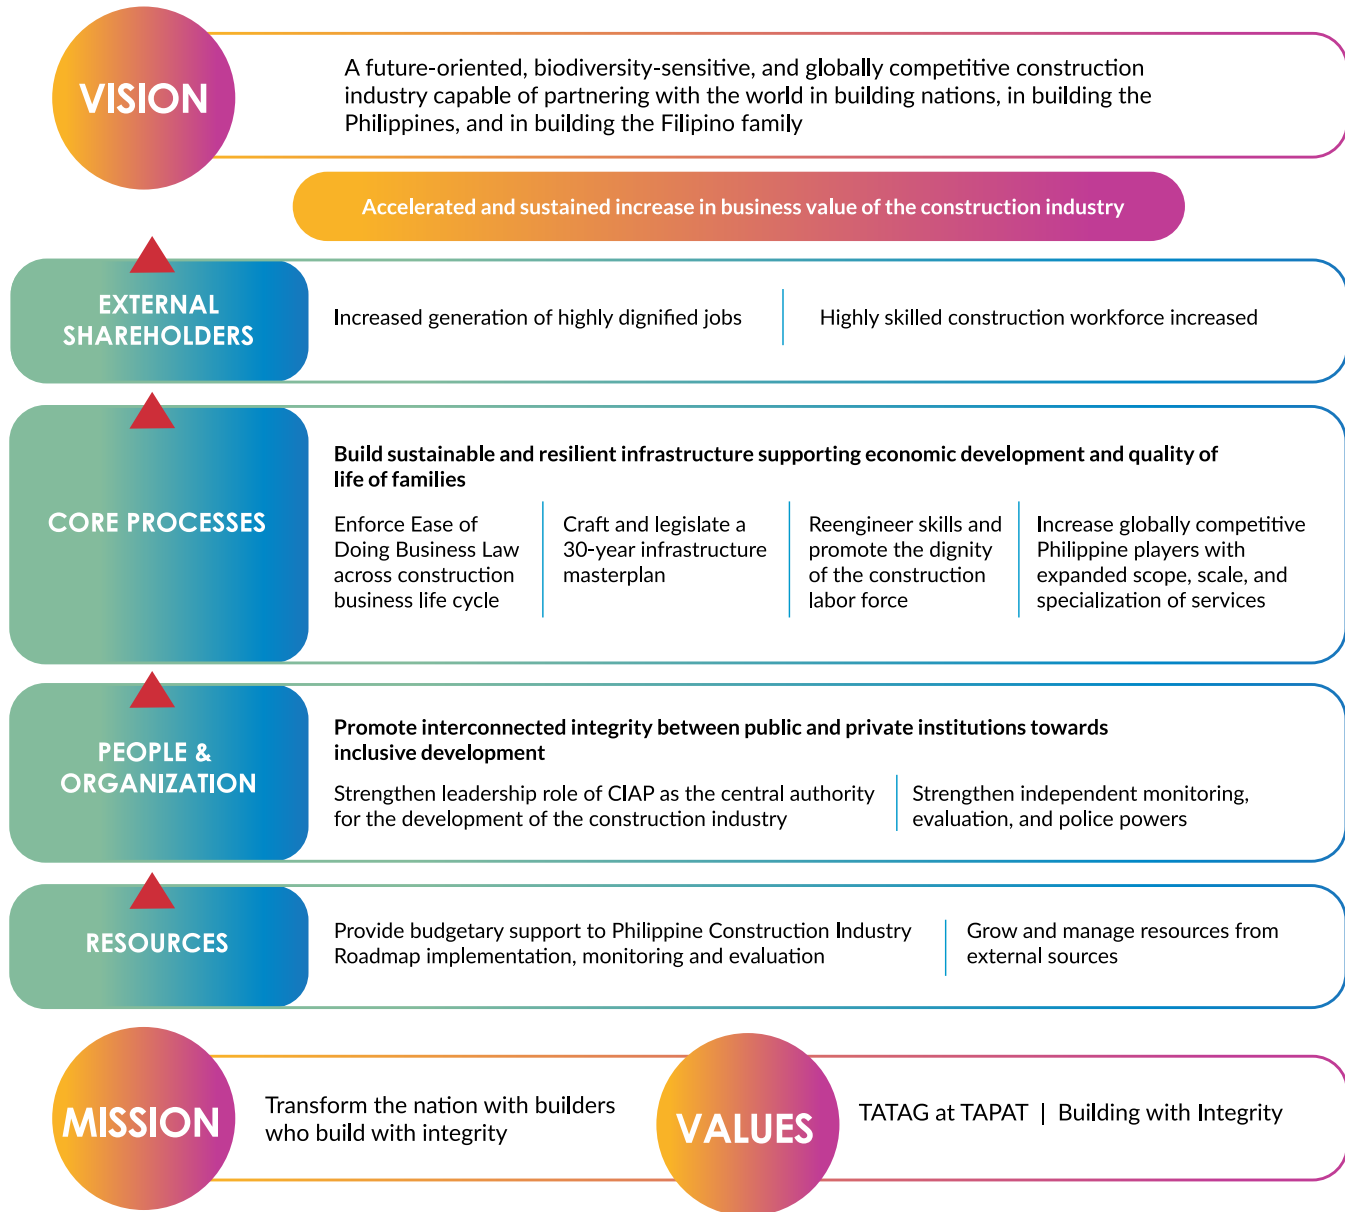 VISION
A future-oriented, biodiversity-sensitive, and globally competitive construction
industry capable of partnering with the world in building nations, in building the
Philippines, and in building the Filipino family
Accelerated and sustained increase in business value of the construction industry
EXTERNAL
SHAREHOLDERS
Increased generation of highly dignified jobs
Highly skilled construction workforce increased
CORE PROCESSES
Build sustainable and resilient infrastructure supporting economic development and quality of
life of families
Enforce Ease of
Doing Business Law
across construction
business life cycle
Craft and legislate a
30-year infrastructure
masterplan
Reengineer skills and
promote the dignity
of the construction
labor force
Increase globally competitive
Philippine players with
expanded scope, scale, and
specialization of services
PEOPLE &
ORGANIZATION
Promote interconnected integrity between public and private institutions towards
inclusive development
Strengthen leadership role of CIAP as the central authority
for the development of the construction industry
Strengthen independent monitoring,
evaluation, and police powers
RESOURCES
Provide budgetary support to Philippine Construction Industry
Roadmap implementation, monitoring and evaluation
Grow and manage resources from
external sources
MISSION
Transform the nation with builders
who build with integrity
VALUES
TATAG at TAPAT | Building with Integrity